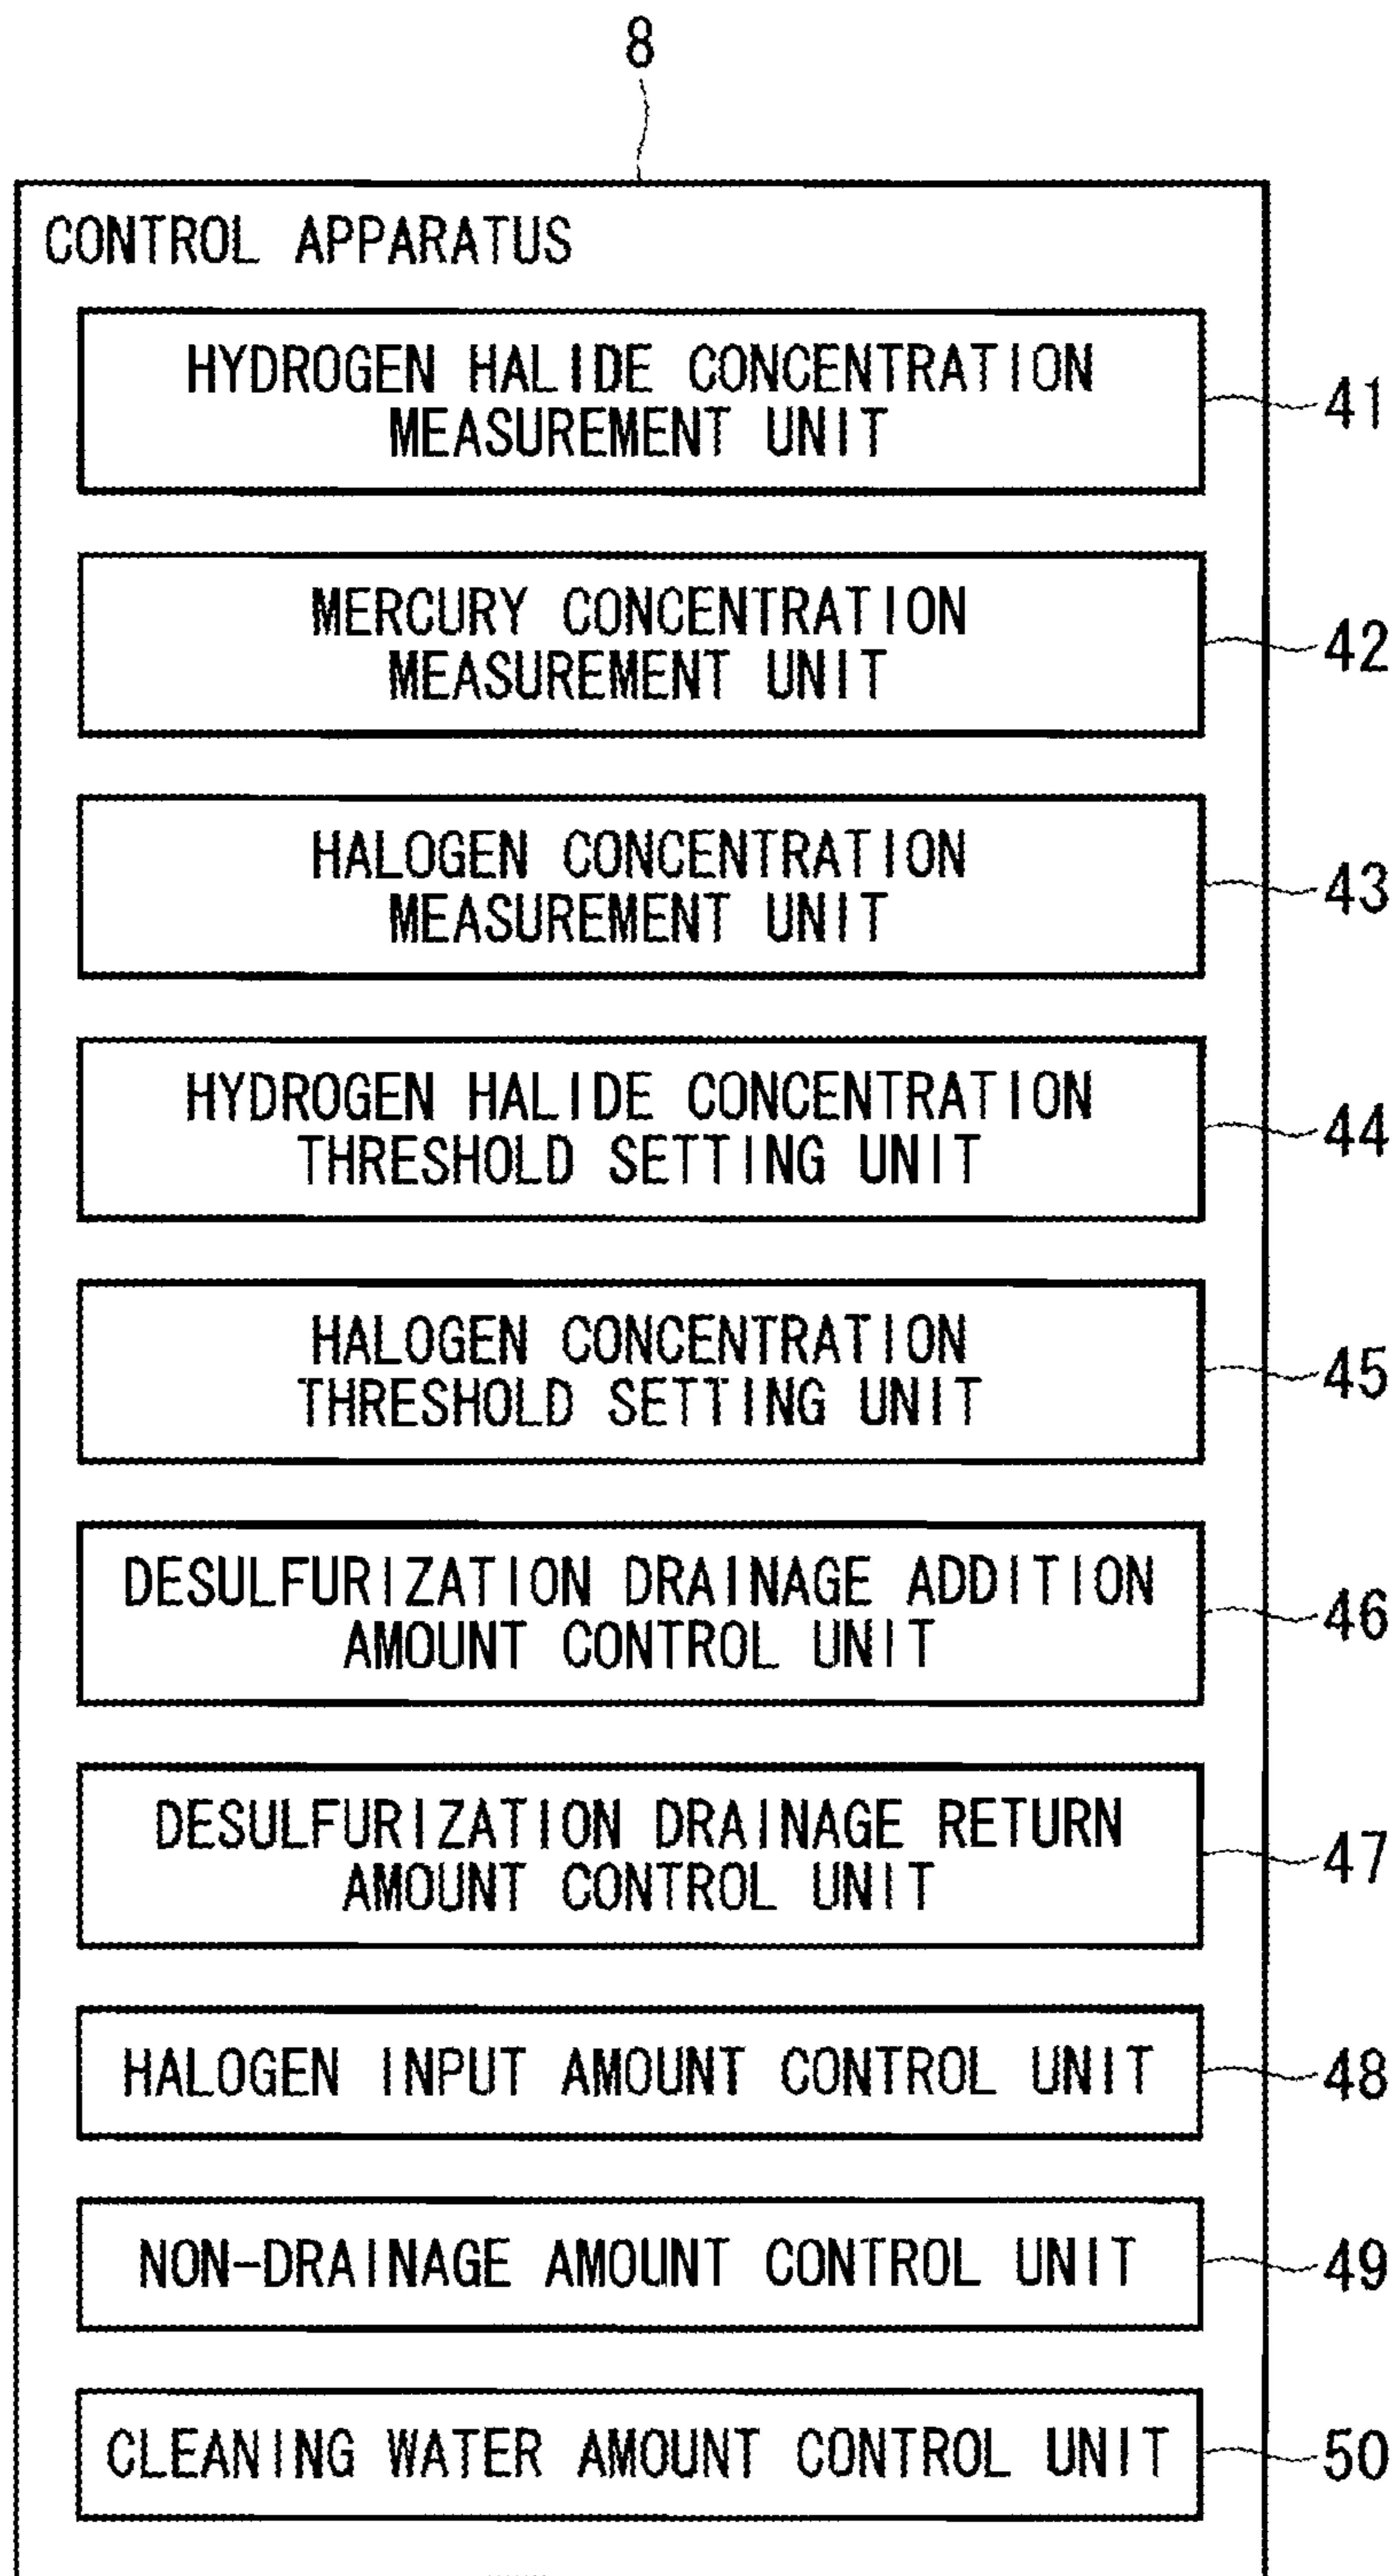 8
CONTROL APPARATUS
HYDROGEN HALIDE CONCENTRATION
MEASUREMENT UNIT
41
MERCURY CONCENTRATION
MEASUREMENT UNIT
42
HALOGEN CONCENTRATION
MEASUREMENT UNIT
43
HYDROGEN HALIDE CONCENTRATION
THRESHOLD SETTING UNIT
44
HALOGEN CONCENTRATION
THRESHOLD SETTING UNIT
45
DESULFURIZATION DRAINAGE ADDITION
AMOUNT CONTROL UNIT
46
DESULFURIZATION DRAINAGE RETURN
AMOUNT CONTROL UNIT
47
HALOGEN INPUT AMOUNT CONTROL UNIT
48
NON-DRAINAGE AMOUNT CONTROL UNIT
49
CLEANING WATER AMOUNT CONTROL UNIT
50